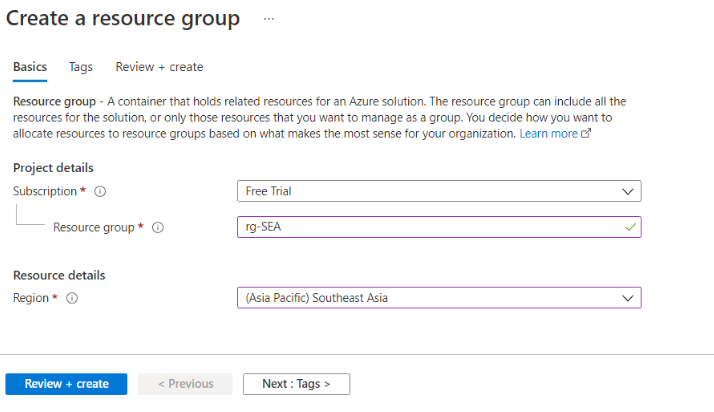 Create a resource group ...
Basics Tags Review + create
Resource group - A container that holds related resources for an Azure solution. The resource group can include all the
resources for the solution, or only those resources that you want to manage as a group. You decide how you want to
allocate resources to resource groups based on what makes the most sense for your organization. Learn more
Project details
Subscription * Free Trial
Resource group * rg-SEA
Resource details
Region * (Asia Pacific) Southeast Asia
Review + create < Previous Next : Tags >